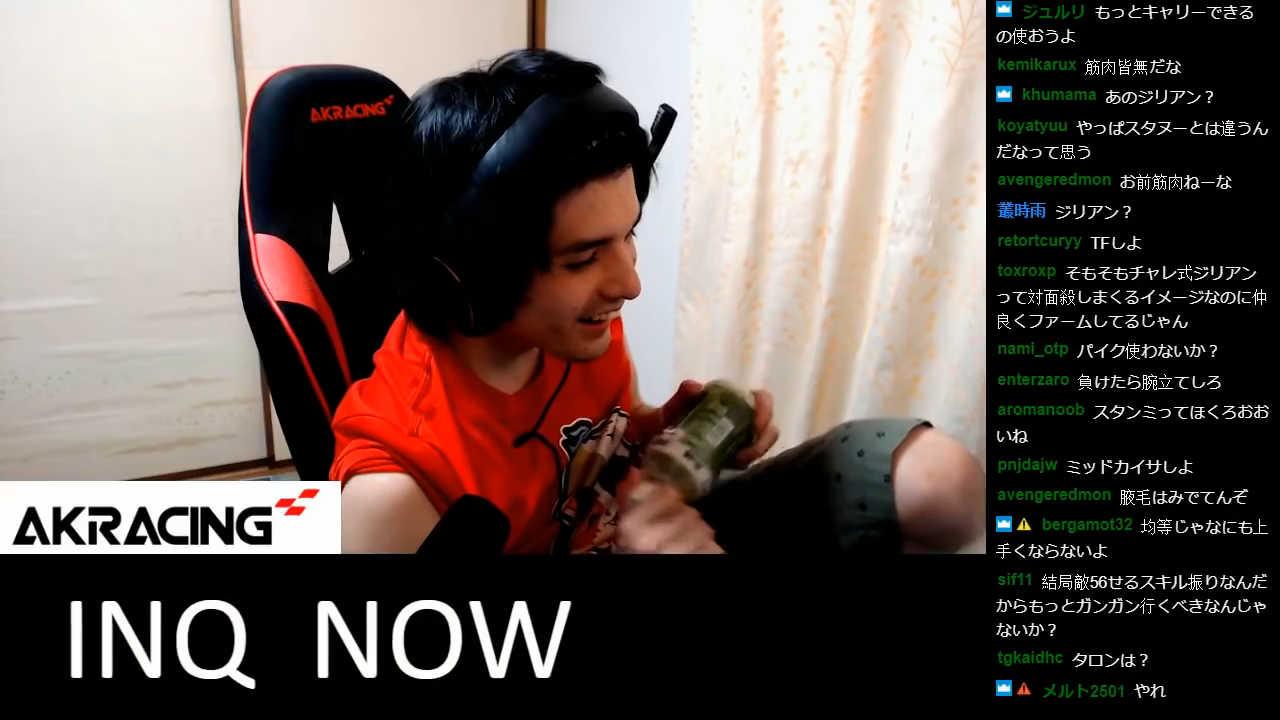 AKRACING
AKRACING
INQ NOW
ジュルリ もっとキャリーできる
の使おうよ
kemikarux 筋肉皆無だな
khumama あのジリアン？
koyatyuu やっぱスタヌーとは違うん
だなって思う
avengeredmon お前筋肉ねーな
叢時雨 ジリアン？
retortcuryy TFしよ
toxroxp そもそもチャレ式ジリアン
って対面殺しまくるイメージなのに仲
良くファームしてるじゃん
nami_otp パイク使わないか？
enterzaro 負けたら腕立てしろ
aromanoob スタンミってほくろおお
いね
pnjdajw ミッドカイサしよ
avengeredmon 腋毛はみでてんぞ
bergamot32 均等じゃなにも上
手くならないよ
sif11 結局敵56せるスキル振りなんだ
からもっとガンガン行くべきなんじゃ
ないか？
tgkaidhc タロンは？
メルト2501 やれ